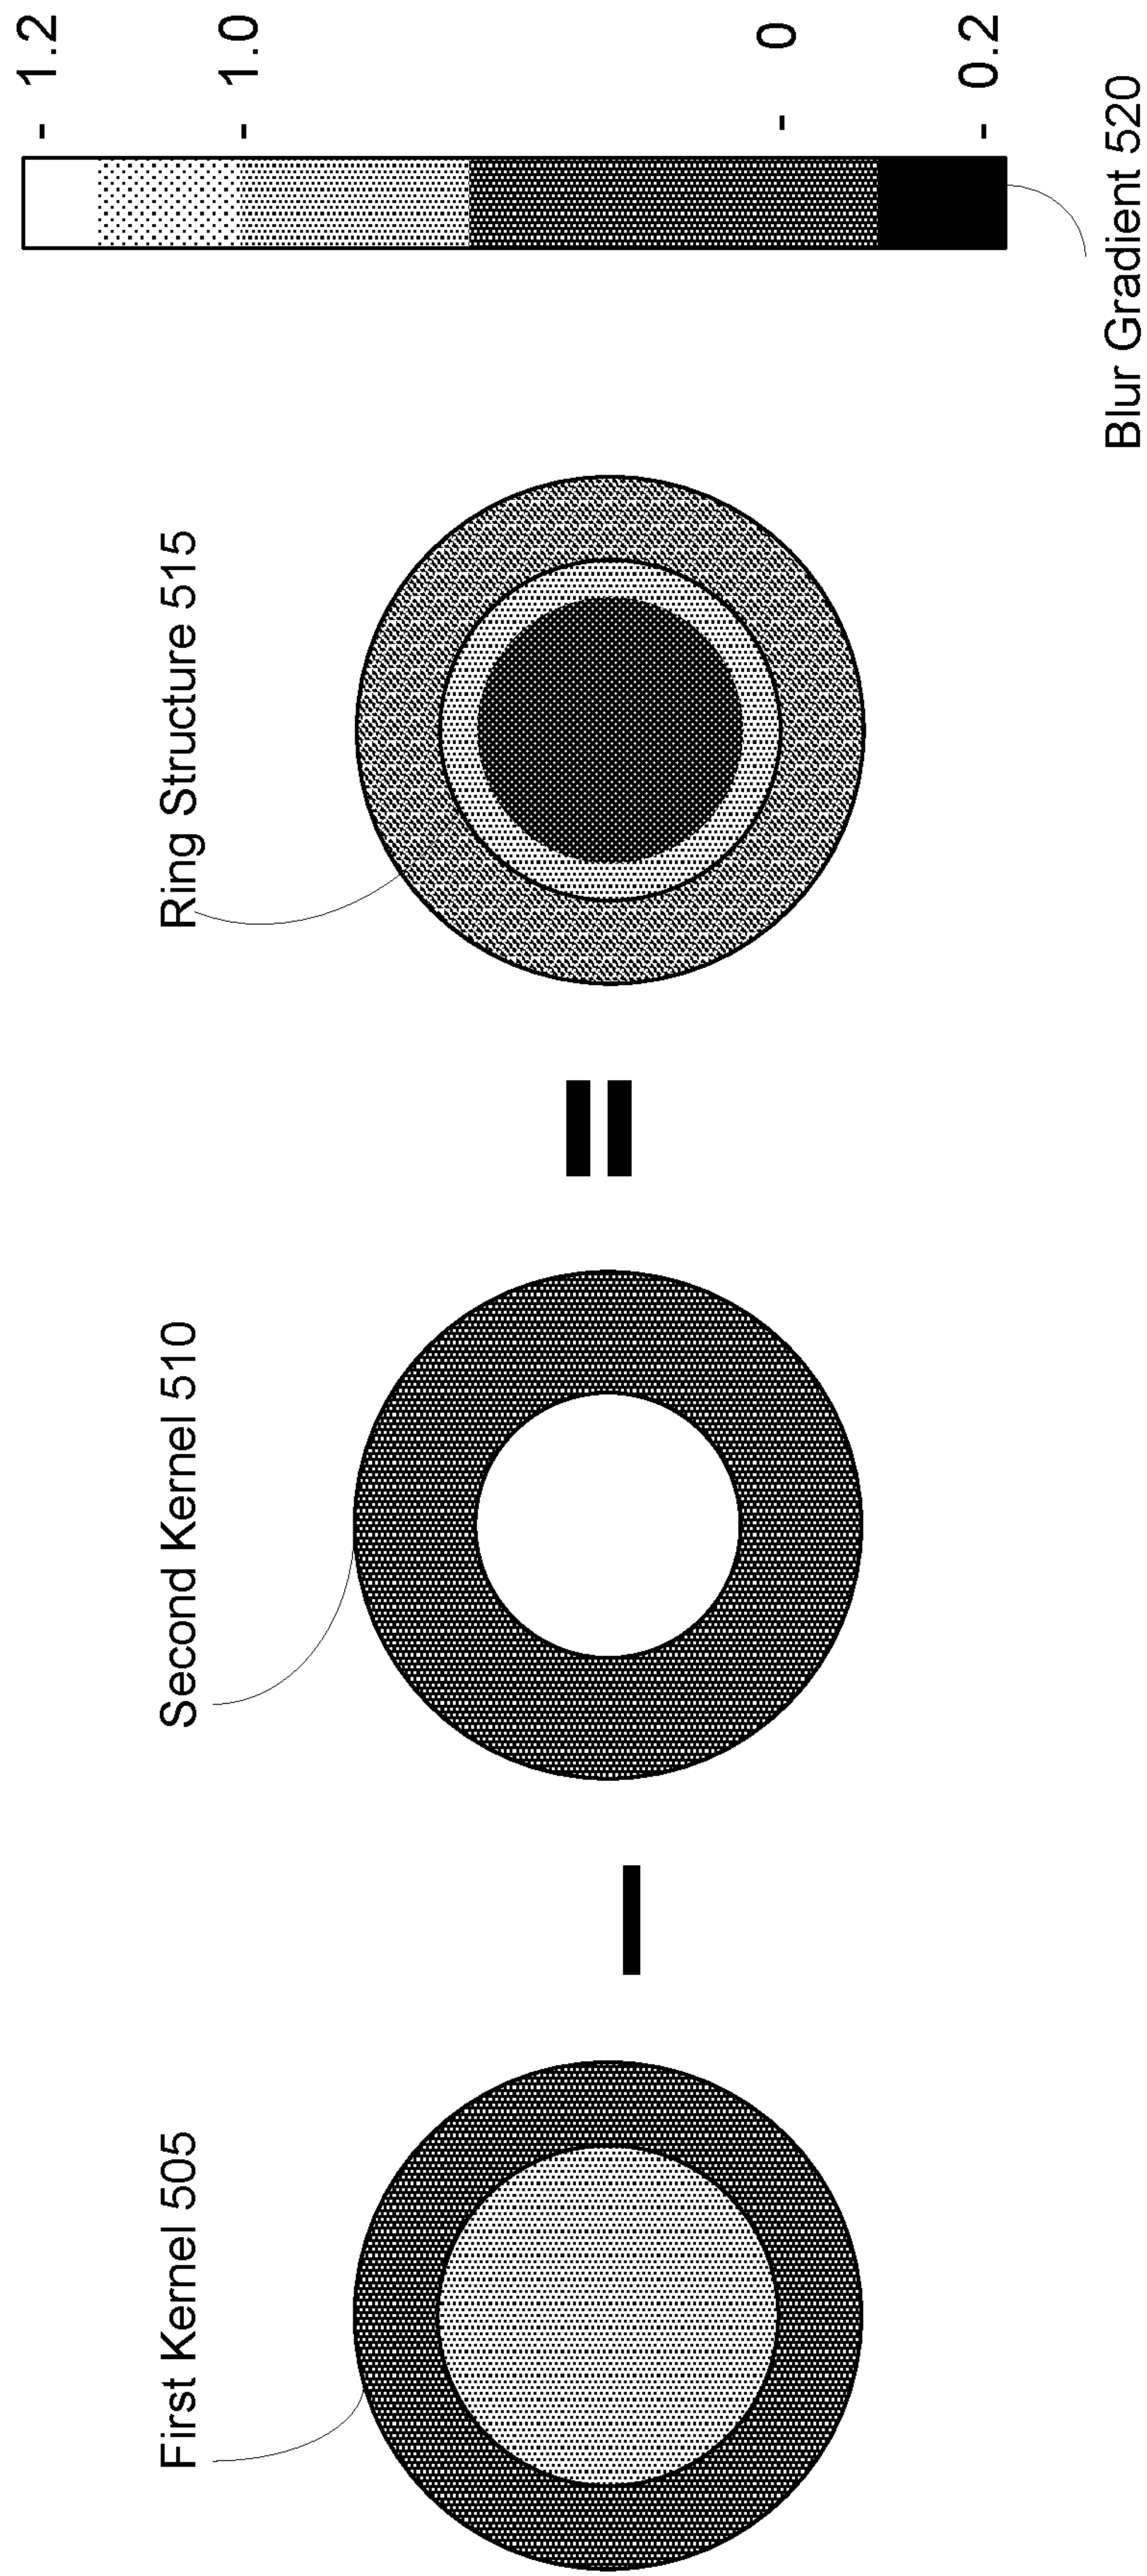 First Kernel 505
Second Kernel 510
Ring Structure 515
- 1.2
- 1.0
- 0
- 0.2
Blur Gradient 520